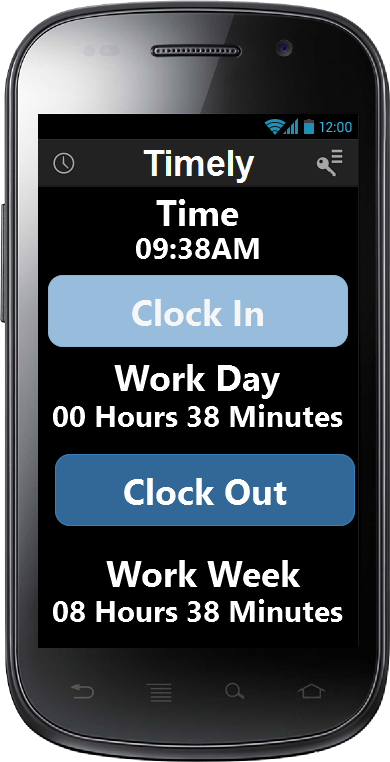 12:00
Timely
Time
09:38AM
Clock In
Work Day
00 Hours 38 Minutes
Clock Out
Work Week
08 Hours 38 Minutes